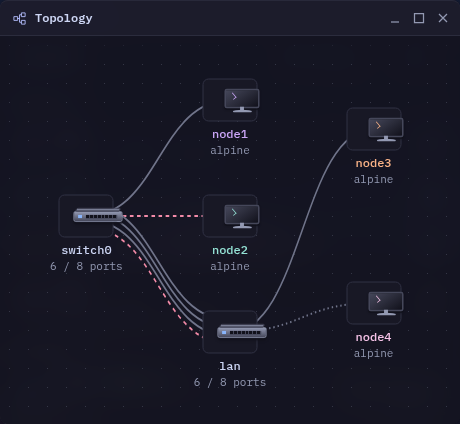 Topology
node1
alpine
node3
alpine
switch0
6 / 8 ports
node2
alpine
node4
alpine
lan
6 / 8 ports